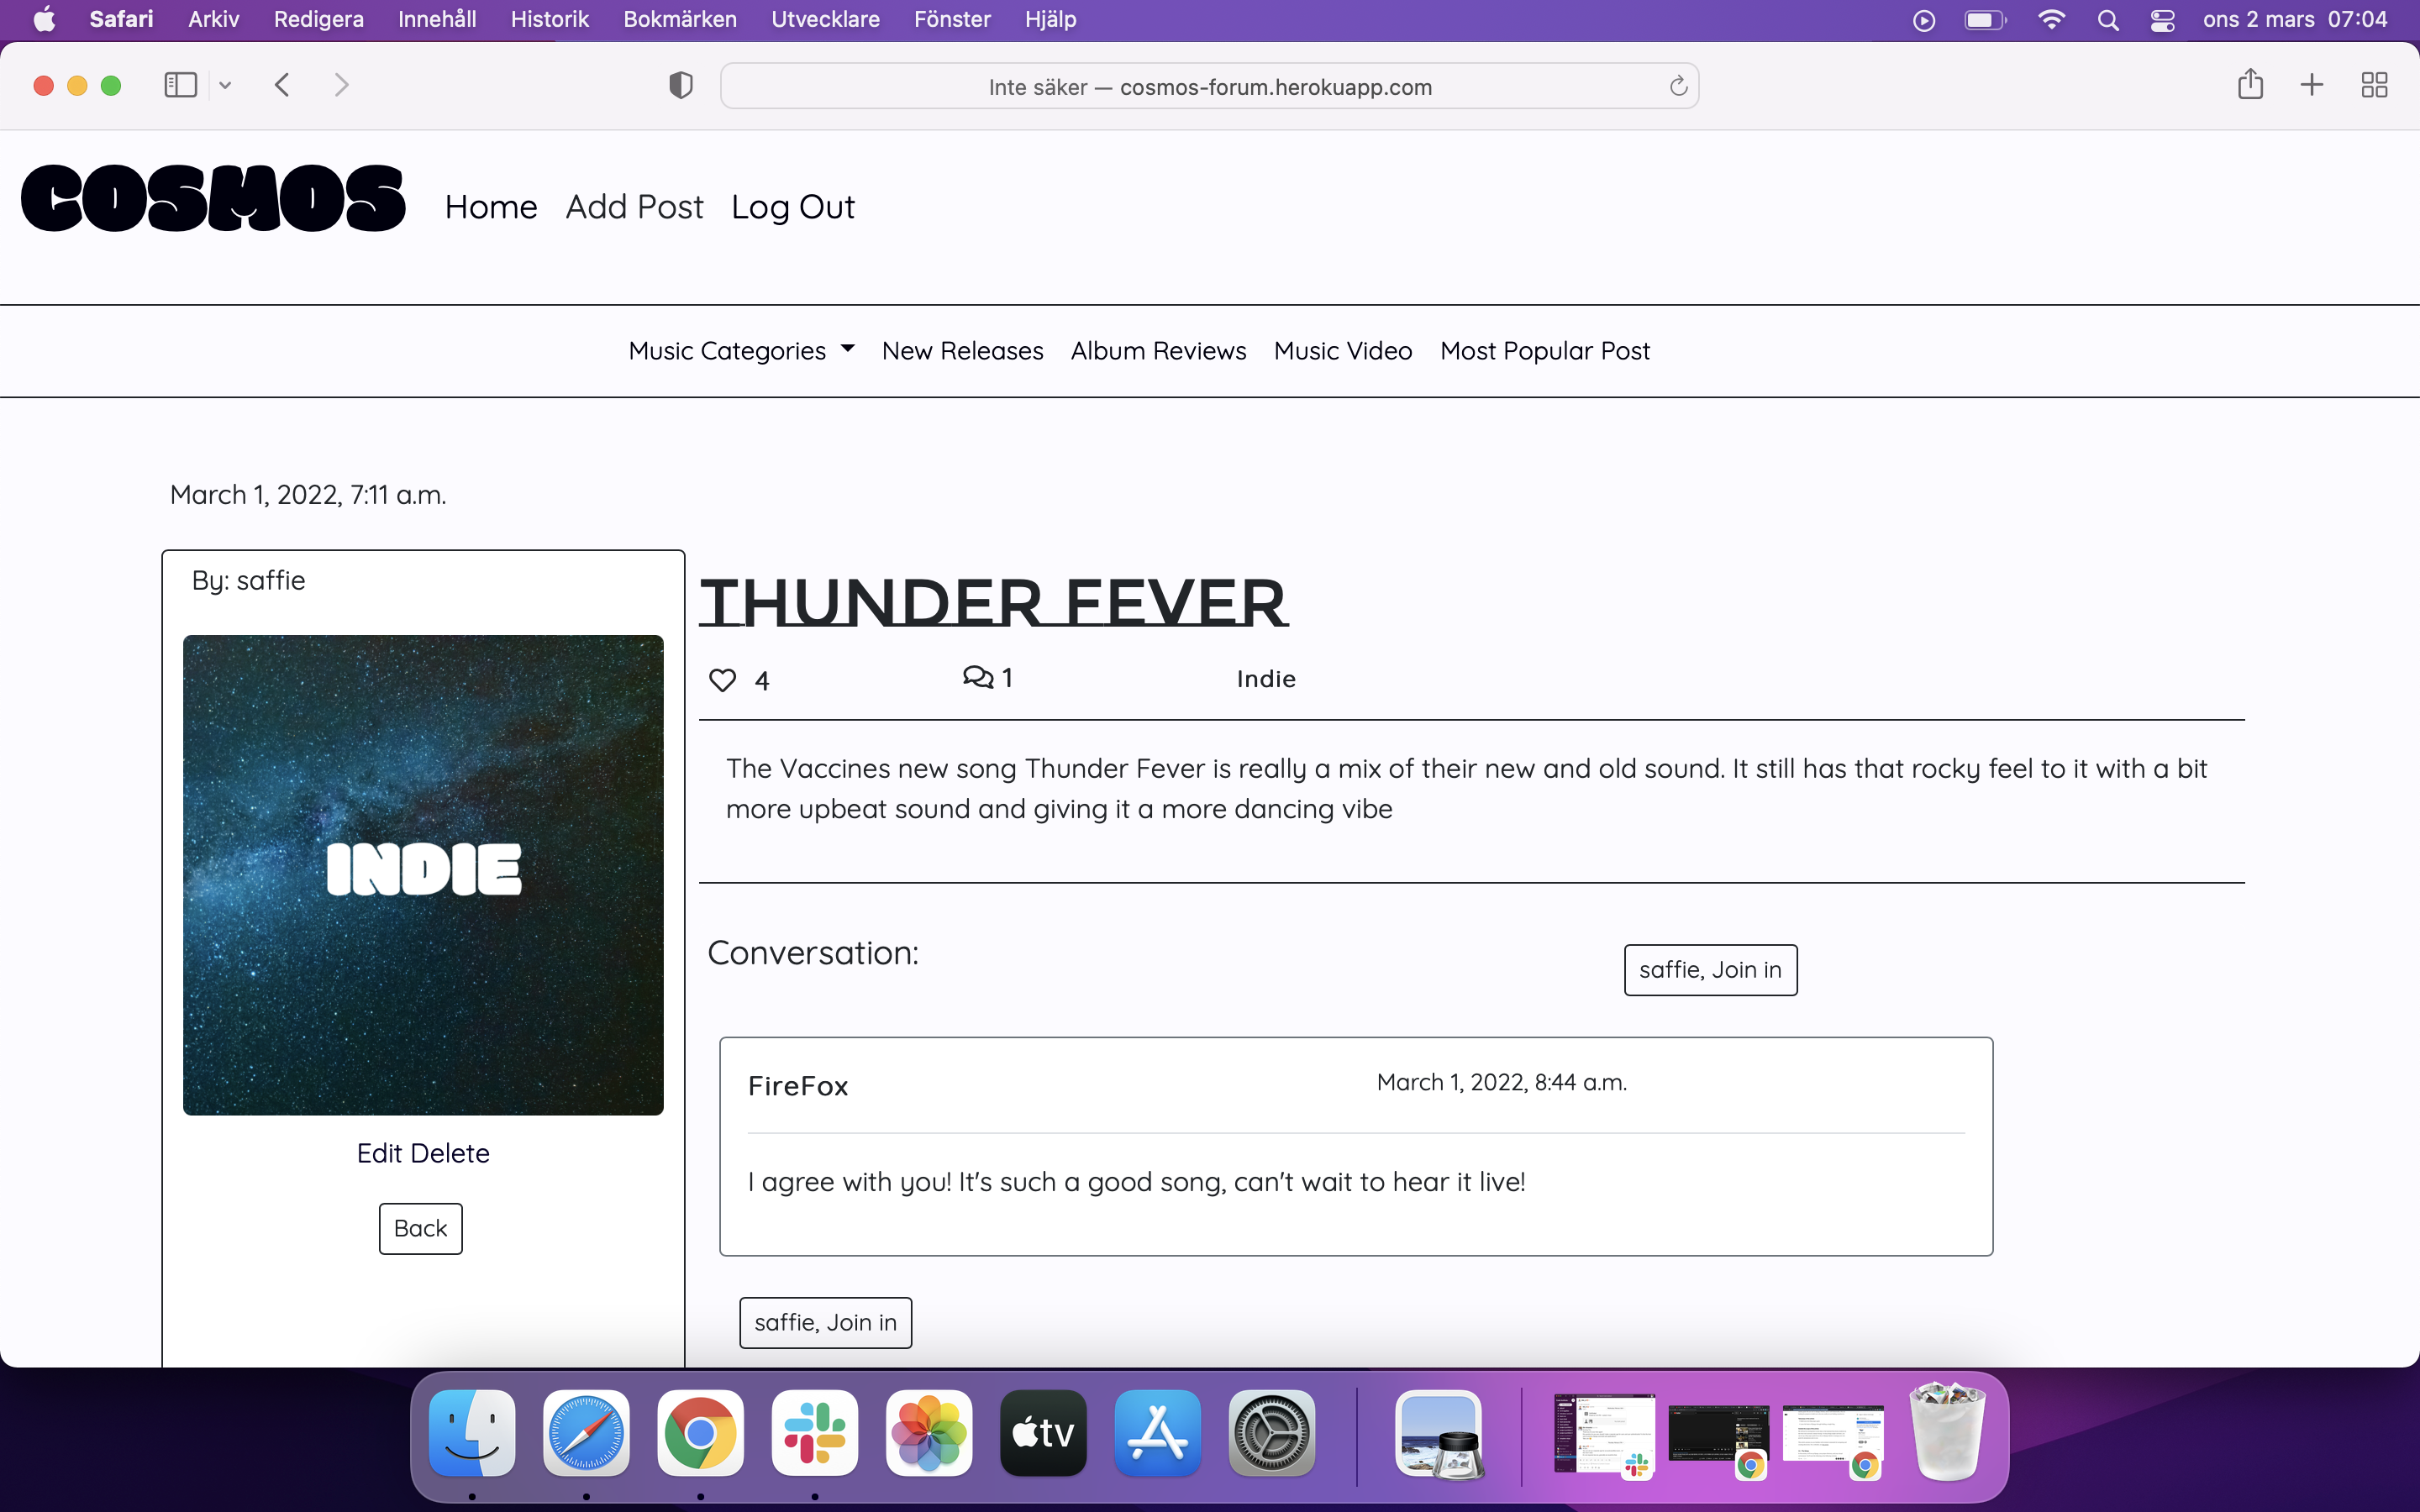 Safari Arkiv Redigera Innehåll Historik Bokmärken Utvecklare Fönster Hjälp ons 2 mars 07:04
Inte säker — cosmos-forum.herokuapp.com
COSMOS Home Add Post Log Out
Music Categories New Releases Album Reviews Music Video Most Popular Post
March 1, 2022, 7:11 a.m.
By: saffie
INDIE
Edit Delete
Back
THUNDER FEVER
4 1 Indie
The Vaccines new song Thunder Fever is really a mix of their new and old sound. It still has that rocky feel to it with a bit
more upbeat sound and giving it a more dancing vibe
Conversation:
saffie, Join in
FireFox March 1, 2022, 8:44 a.m.
I agree with you! It's such a good song, can't wait to hear it live!
saffie, Join in
tv